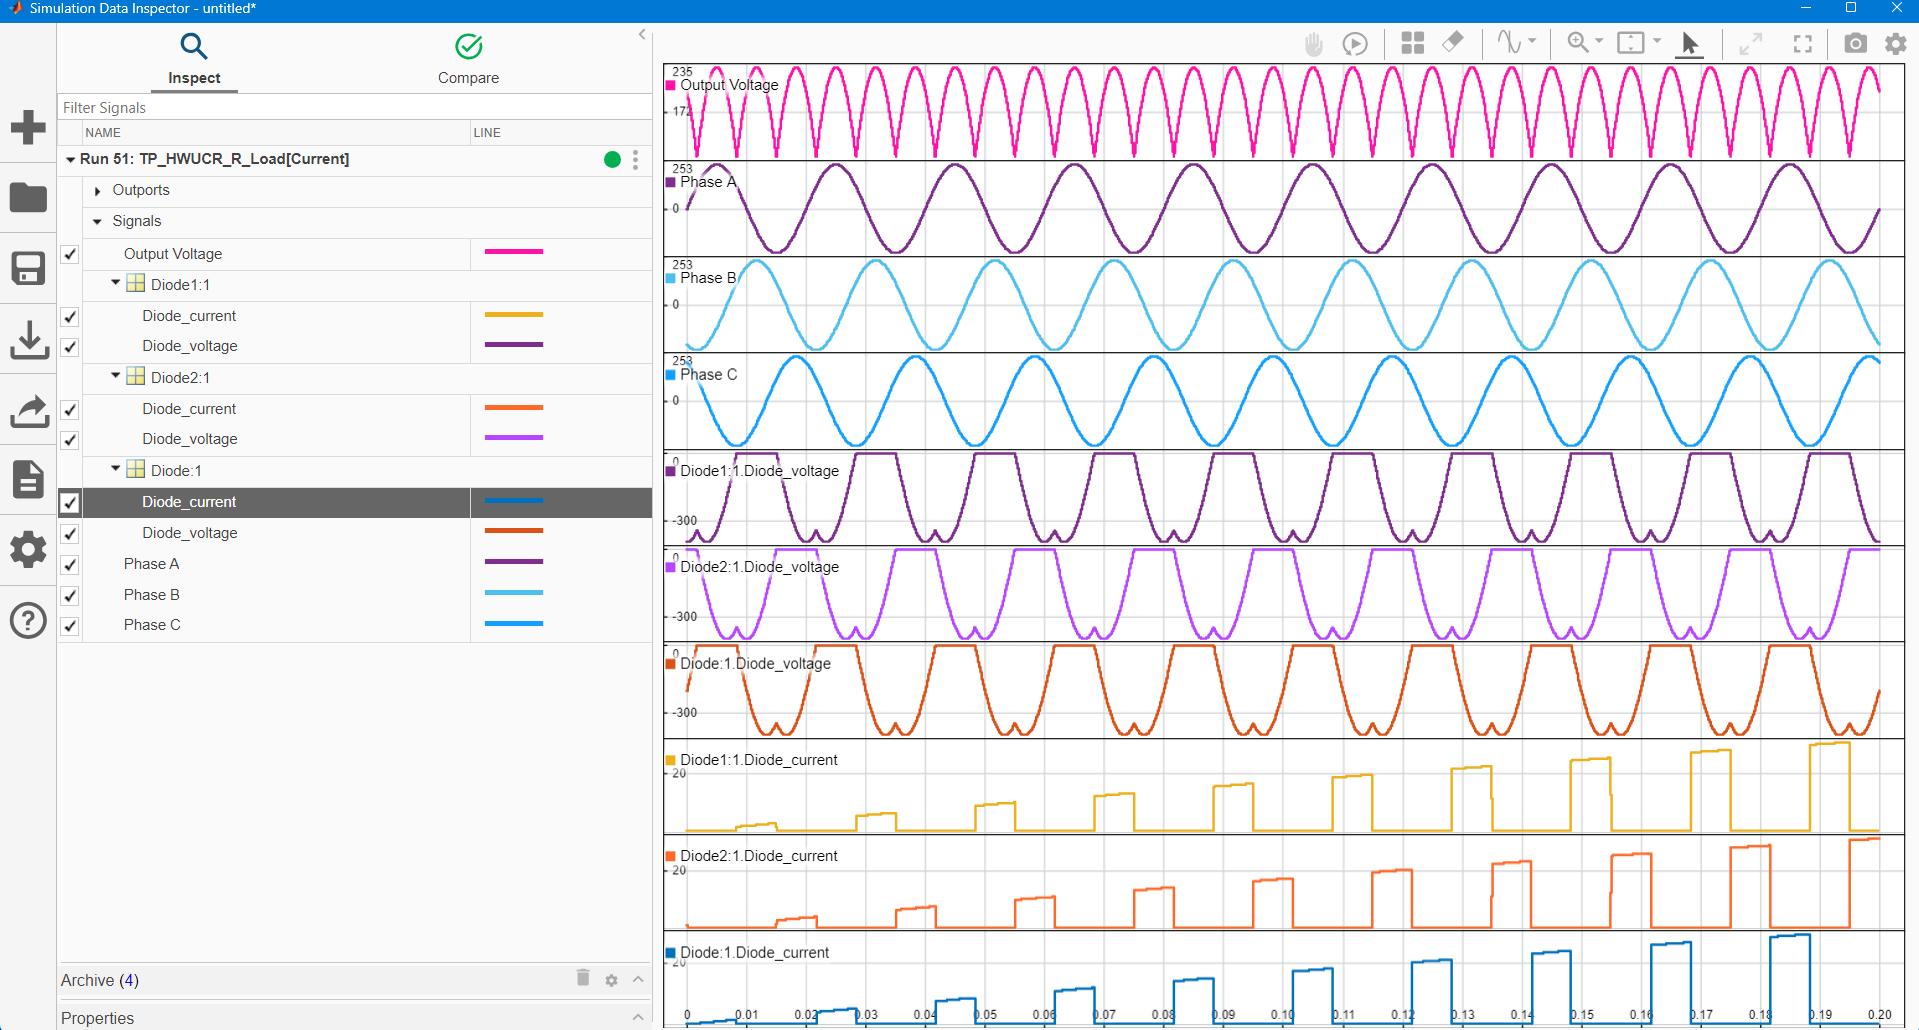 Simulation Data Inspector - untitled*
Inspect
Compare
Filter Signals
NAME
LINE
Run 51: TP_HWUCR_R_Load[Current]
Outports
Signals
Output Voltage
Diode1:1
Diode_current
Diode_voltage
Diode2:1
Diode_current
Diode_voltage
Diode:1
Diode_current
Diode_voltage
Phase A
Phase B
Phase C
Archive (4)
Properties
235
Output Voltage
172
253
Phase A
0
253
Phase B
0
253
Phase C
0
0
Diode1:1.Diode_voltage
-300
0
Diode2:1.Diode_voltage
-300
0
Diode:1.Diode_voltage
-300
Diode1:1.Diode_current
20
Diode2:1.Diode_current
20
Diode:1.Diode_current
20
0 0.01 0.02 0.03 0.04 0.05 0.06 0.07 0.08 0.09 0.10 0.11 0.12 0.13 0.14 0.15 0.16 0.17 0.18 0.19 0.20